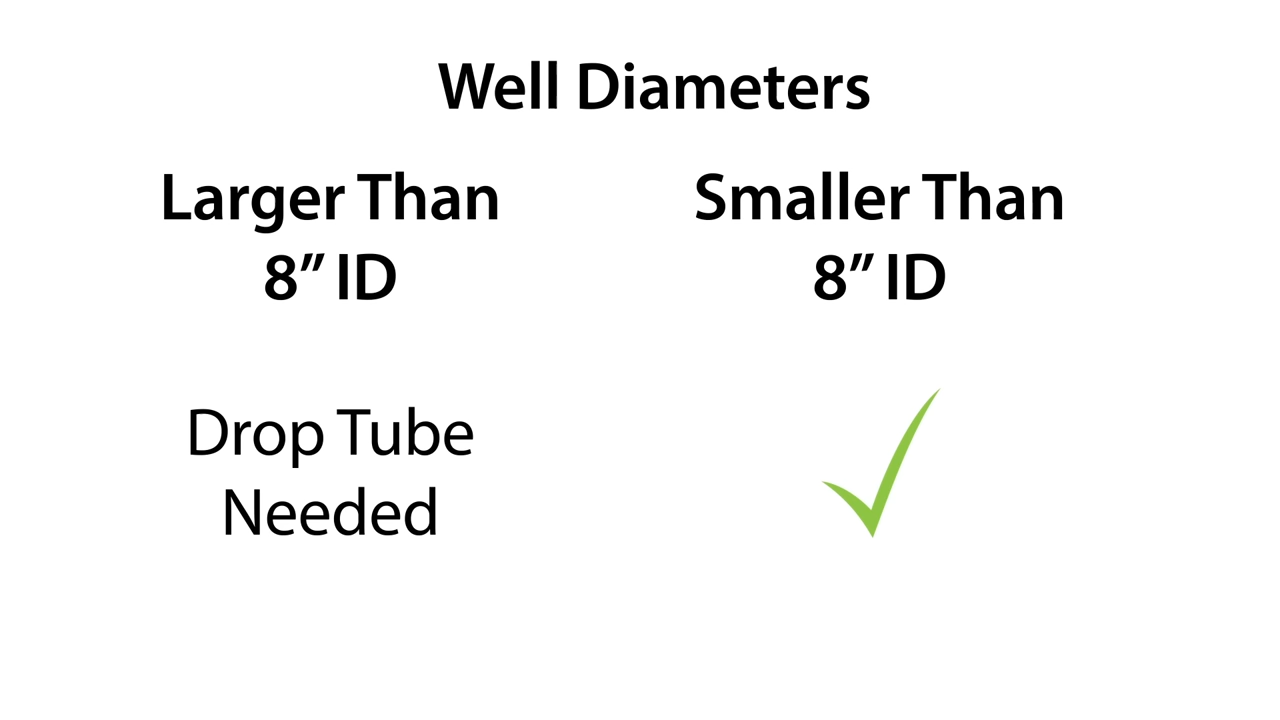 Well Diameters
Larger Than
8” ID
Drop Tube
Needed
Smaller Than
8” ID